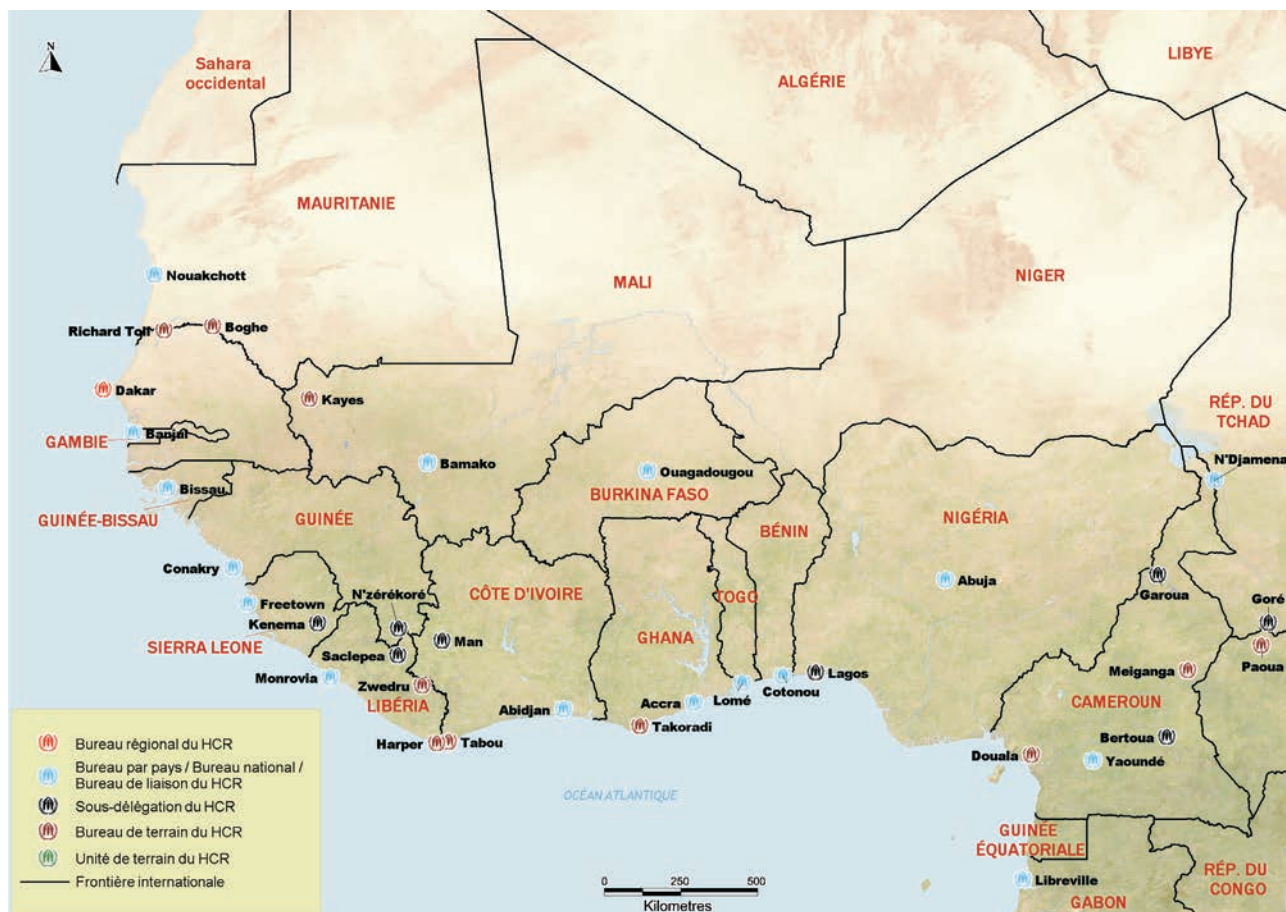 N
Sahara
occidental
ALGÉRIE
LIBYE
MAURITANIE
MALI
NIGER
Nouakchott
Richard Toll
Boghe
Dakar
Kayes
RÉP. DU
TCHAD
GAMBIE
Banjul
Bamako
Ouagadougou
N'Djamena
Bissau
BURKINA FASO
GUINÉE-BISSAU
GUINÉE
BÉNIN
NIGÉRIA
Conakry
Abuja
Garoua
N'zérékoré
CÔTE D'IVOIRE
TOGO
Freetown
Kenema
Goré
SIERRA LEONE
Man
GHANA
Saclepea
Paoua
Monrovia
Zwedru
Lagos
Meiganga
LIBÉRIA
Abidjan
Accra
Lomé
Cotonou
CAMEROUN
Takoradi
Harper
Tabou
Bertoua
Douala
Yaoundé
OCÉAN ATLANTIQUE
GUINÉE
ÉQUATORIALE
RÉP. DU
CONGO
Libreville
GABON
Bureau régional du HCR
Bureau par pays / Bureau national /
Bureau de liaison du HCR
Sous-délégation du HCR
Bureau de terrain du HCR
Unité de terrain du HCR
Frontière internationale
0 250 500
Kilometres